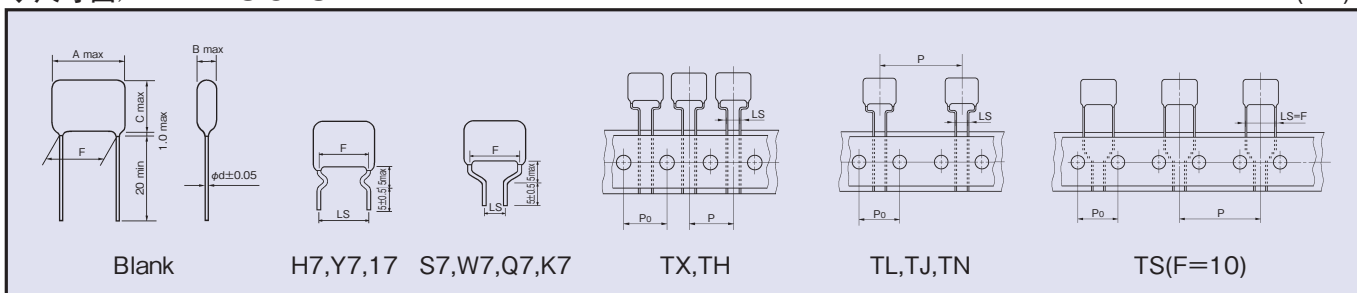 A max
B max
C max
1.0 max
F
20 min
φd±0.05
Blank
F
5max
5±0.5
LS
H7,Y7,17
F
5max
5±0.5
LS
S7,W7,Q7,K7
LS
Po
P
TX,TH
P
LS
Po
TL,TJ,TN
LS=F
Po
P
TS(F=10)